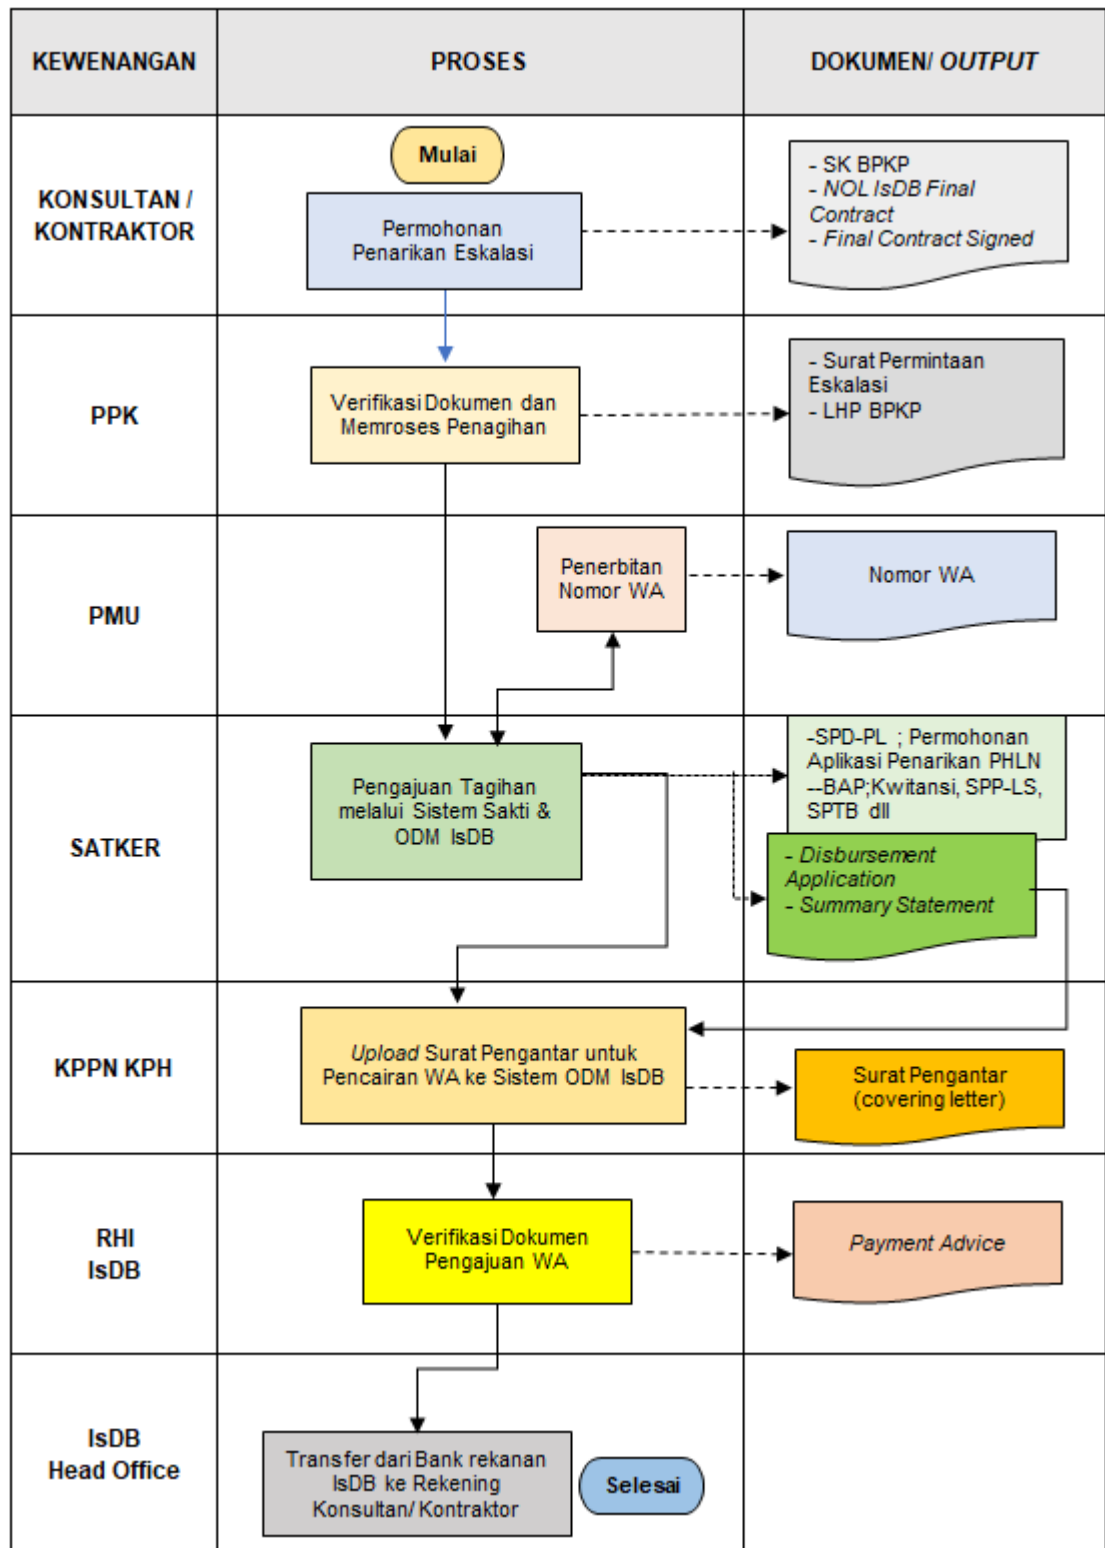 KEWENANGAN
PROSES
DOKUMEN/ OUTPUT
KONSULTAN /
KONTRAKTOR
Mulai
Permohonan
Penarikan Eskalasi
- SK BPKP
- NOL IsDB Final
Contract
- Final Contract Signed
PPK
Verifikasi Dokumen dan
Memroses Penagihan
- Surat Permintaan
Eskalasi
- LHP BPKP
PMU
Penerbitan
Nomor WA
Nomor WA
SATKER
Pengajuan Tagihan
melalui Sistem Sakti &
ODM IsDB
-SPD-PL ; Permohonan
Aplikasi Penarikan PHLN
--BAP;Kwitansi, SPP-LS,
SPTB dll
- Disbursement
Application
- Summary Statement
KPPN KPH
Upload Surat Pengantar untuk
Pencairan WA ke Sistem ODM IsDB
Surat Pengantar
(covering letter)
RHI
IsDB
Verifikasi Dokumen
Pengajuan WA
Payment Advice
IsDB
Head Office
Transfer dari Bank rekanan
IsDB ke Rekening
Konsultan/ Kontraktor
Selesai